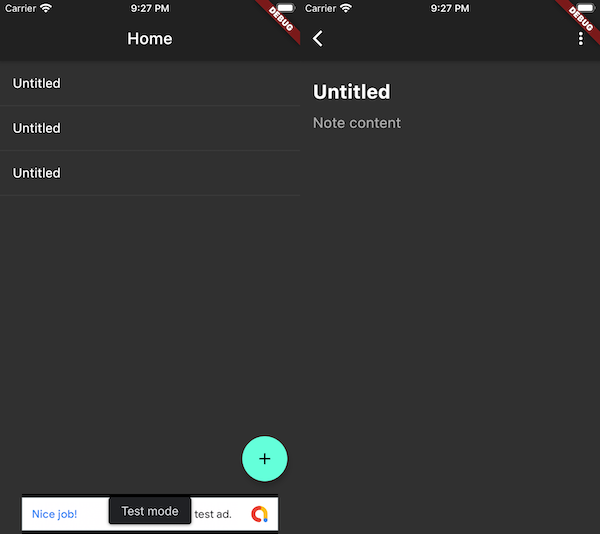 Carrier 9:27 PM DEBUG
Home
Untitled
Untitled
Untitled
Nice job! Test mode test ad.
Carrier 9:27 PM DEBUG
Untitled
Note content